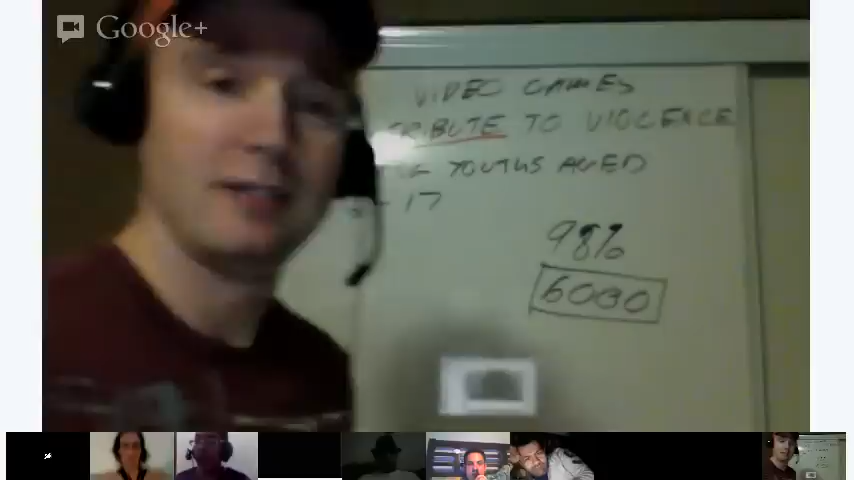 Google+
VIDEO GAMES
TRIBUTE TO VIOLENCE
YOUTHS AGED
- 17
98%
6000